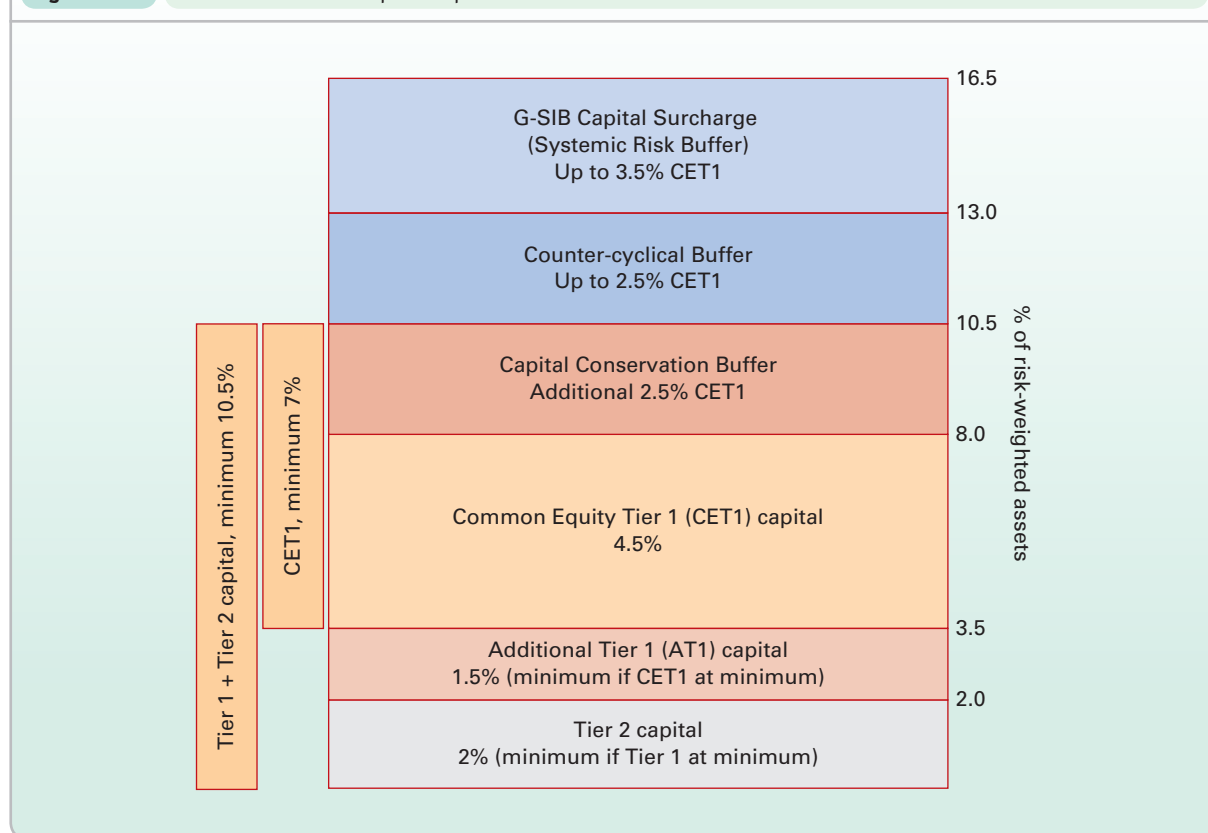 16.5
G-SIB Capital Surcharge
(Systemic Risk Buffer)
Up to 3.5% CET1
13.0
Counter-cyclical Buffer
Up to 2.5% CET1
10.5
Capital Conservation Buffer
Additional 2.5% CET1
8.0
Common Equity Tier 1 (CET1) capital
4.5%
3.5
Additional Tier 1 (AT1) capital
1.5% (minimum if CET1 at minimum)
2.0
Tier 2 capital
2% (minimum if Tier 1 at minimum)
Tier 1 + Tier 2 capital, minimum 10.5%
CET1, minimum 7%
% of risk-weighted assets